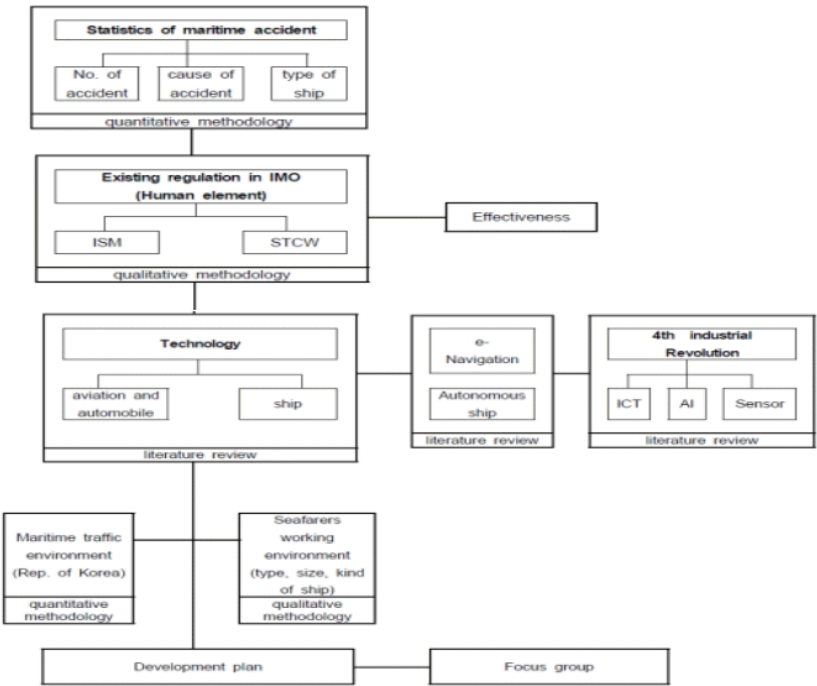 Statistics of maritime accident
No. of
accident
cause of
accident
type of
ship
quantitative methodology
Existing regulation in IMO
(Human element)
ISM
STCW
qualitative methodology
Effectiveness
Technology
aviation and
automobile
ship
literature review
e-
Navigation
Autonomous
ship
literature review
4th industrial
Revolution
ICT
AI
Sensor
literature review
Maritime traffic
environment
(Rep. of Korea)
quantitative
methodology
Seafarers
working
environment
(type, size, kind
of ship)
qualitative
methodology
Development plan
Focus group